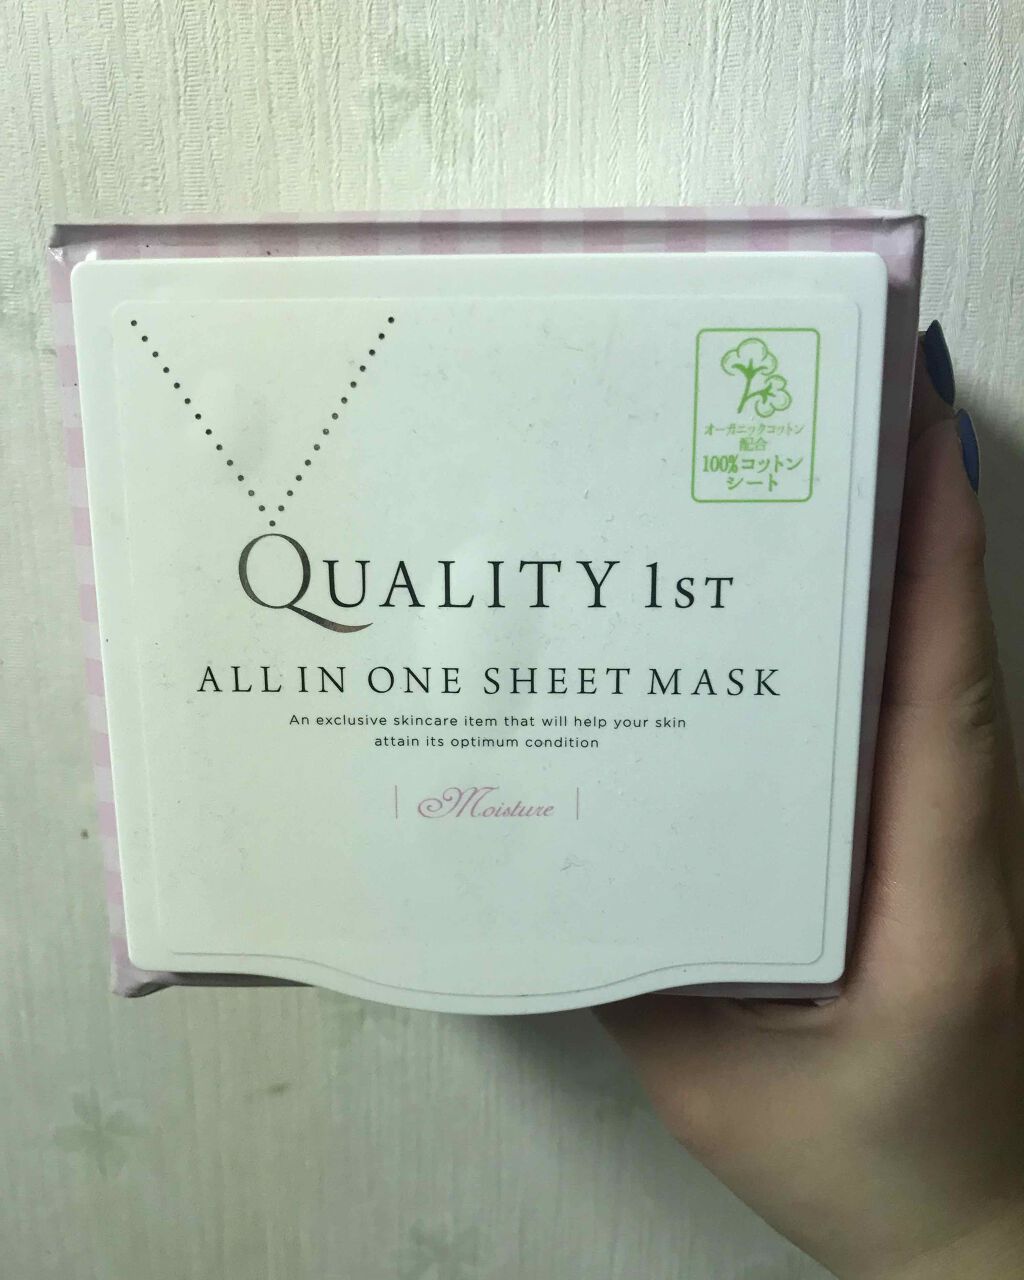 オーガニックコットン
配合
100%コットン
シート
QUALITY 1ST
ALL IN ONE SHEET MASK
An exclusive skincare item that will help your skin
attain its optimum condition
Moisture